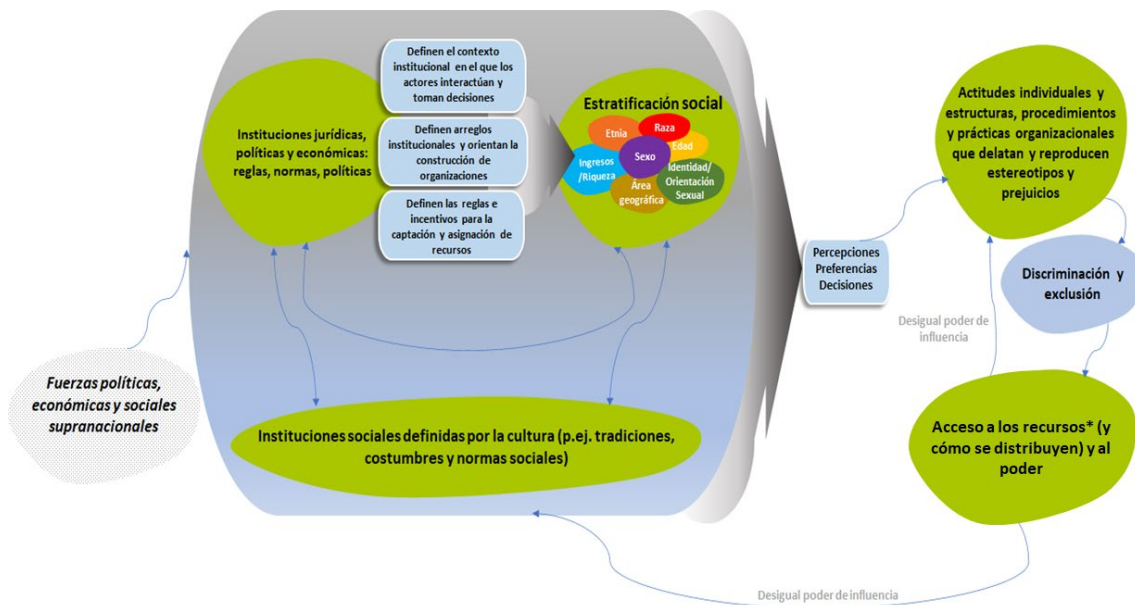 Definen el contexto
institucional en el que los
actores interactúan y
toman decisiones
Instituciones jurídicas,
políticas y económicas:
reglas, normas, políticas
Definen arreglos
institucionales y orientan la
construcción de
organizaciones
Definen las reglas e
incentivos para la
captación y asignación de
recursos
Estratificación social
Etnia
Raza
Sexo
Edad
Ingresos
/Riqueza
Identidad/
Orientación
Sexual
Área
geográfica
Instituciones sociales definidas por la cultura (p.ej. tradiciones,
costumbres y normas sociales)
Fuerzas políticas,
económicas y sociales
supranacionales
Percepciones
Preferencias
Decisiones
Actitudes individuales y
estructuras, procedimientos
y prácticas organizacionales
que delatan y reproducen
estereotipos y
prejuicios
Discriminación y
exclusión
Desigual poder de
influencia
Acceso a los recursos* (y
cómo se distribuyen) y al
poder
Desigual poder de influencia